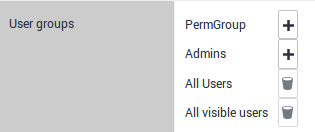 User groups
PermGroup
Admins
All Users
All visible users